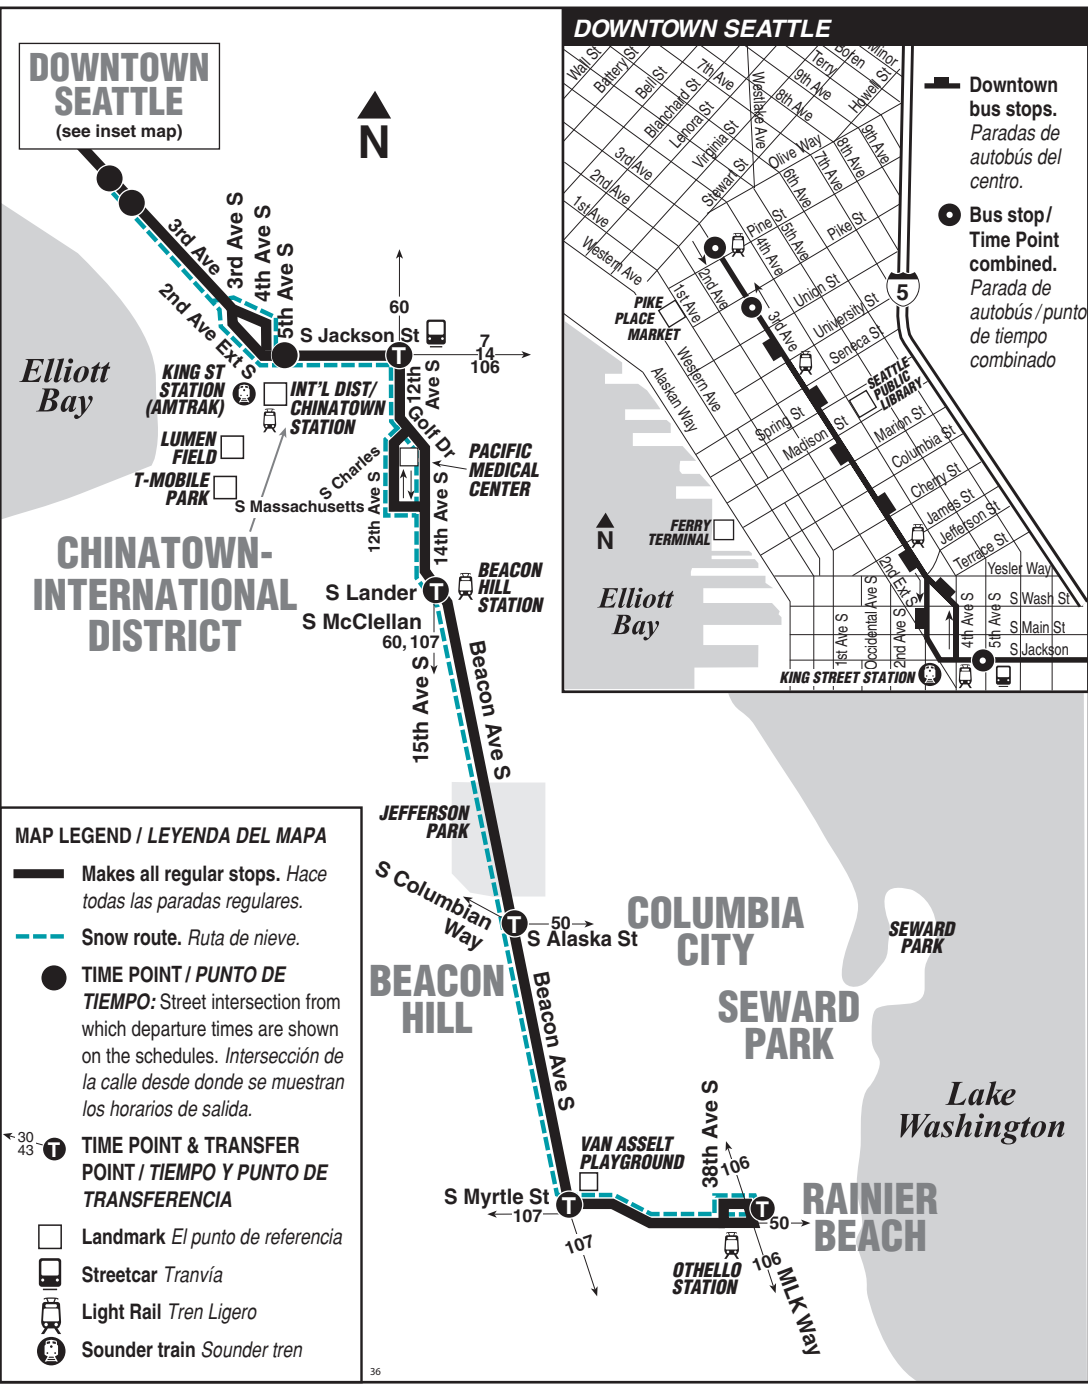 DOWNTOWN
SEATTLE
(see inset map)
N
3rd Ave
3rd Ave S
4th Ave S
5th Ave S
2nd Ave Ext S
60
S Jackson St
7
14
106
12th
Ave S
Golf Dr
Elliott
Bay
KING ST
STATION
(AMTRAK)
INT'L DIST/
CHINATOWN
STATION
LUMEN
FIELD
T-MOBILE
PARK
S Charles
S Massachusetts
12th Ave S
14th Ave S
PACIFIC
MEDICAL
CENTER
CHINATOWN-
INTERNATIONAL
DISTRICT
S Lander
T
BEACON
HILL
STATION
S McClellan
60, 107
15th Ave S
Beacon Ave S
JEFFERSON
PARK
S Columbian
Way
T
50
S Alaska St
COLUMBIA
CITY
BEACON
HILL
Beacon Ave S
SEWARD
PARK
SEWARD
PARK
Lake
Washington
38th Ave S
VAN ASSELT
PLAYGROUND
106
S Myrtle St
T
107
107
T
50
RAINIER
BEACH
OTHELLO
STATION
106
MLK Way
36
DOWNTOWN SEATTLE
Wall St
Battery St
Bell St
Blanchard St
Lenora St
Virginia St
Stewart St
7th Ave
Westlake Ave
8th Ave
9th Ave
Terry
Boren
Minor
Howell St
Olive Way
9th Ave
8th Ave
7th Ave
6th Ave
5th Ave
4th Ave
3rd Ave
2nd Ave
1st Ave
Western Ave
Pine St
Pike St
2nd Ave
1st Ave
3rd Ave
Union St
University St
Seneca St
PIKE
PLACE
MARKET
Western Ave
Alaskan Way
SEATTLE
PUBLIC
LIBRARY
Spring St
Madison St
Marion St
Columbia St
Cherry St
James St
Jefferson St
Terrace St
Yesler Way
S Wash St
S Main St
S Jackson
5
N
FERRY
TERMINAL
Elliott
Bay
2nd Ext S
1st Ave S
Occidental Ave S
2nd Ave S
4th Ave S
5th Ave S
KING STREET STATION
Downtown
bus stops.
Paradas de
autobús del
centro.
Bus stop/
Time Point
combined.
Parada de
autobús/punto
de tiempo
combinado
MAP LEGEND / LEYENDA DEL MAPA
Makes all regular stops. Hace
todas las paradas regulares.
Snow route. Ruta de nieve.
TIME POINT / PUNTO DE
TIEMPO: Street intersection from
which departure times are shown
on the schedules. Intersección de
la calle desde donde se muestran
los horarios de salida.
30
43
T
TIME POINT & TRANSFER
POINT / TIEMPO Y PUNTO DE
TRANSFERENCIA
Landmark El punto de referencia
Streetcar Tranvía
Light Rail Tren Ligero
Sounder train Sounder tren